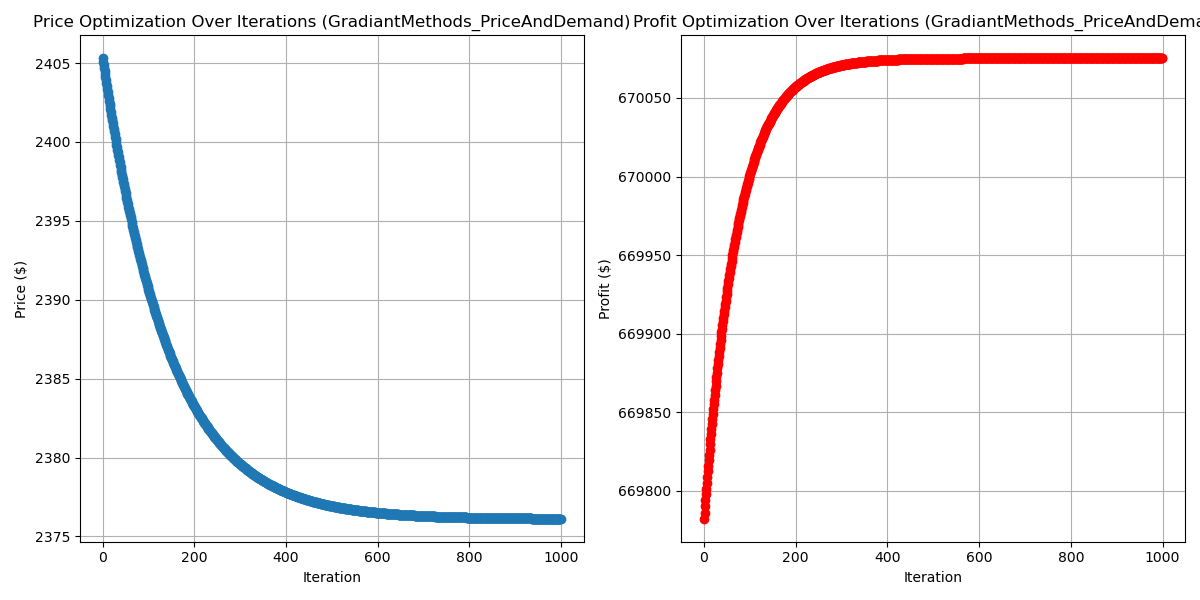 Price Optimization Over Iterations (GradiantMethods_PriceAndDemand)
2405
2400
2395
2390
2385
2380
2375
Price ($)
0 200 400 600 800 1000
Iteration
Profit Optimization Over Iterations (GradiantMethods_PriceAndDema
670050
670000
669950
669900
669850
669800
Profit ($)
0 200 400 600 800 1000
Iteration